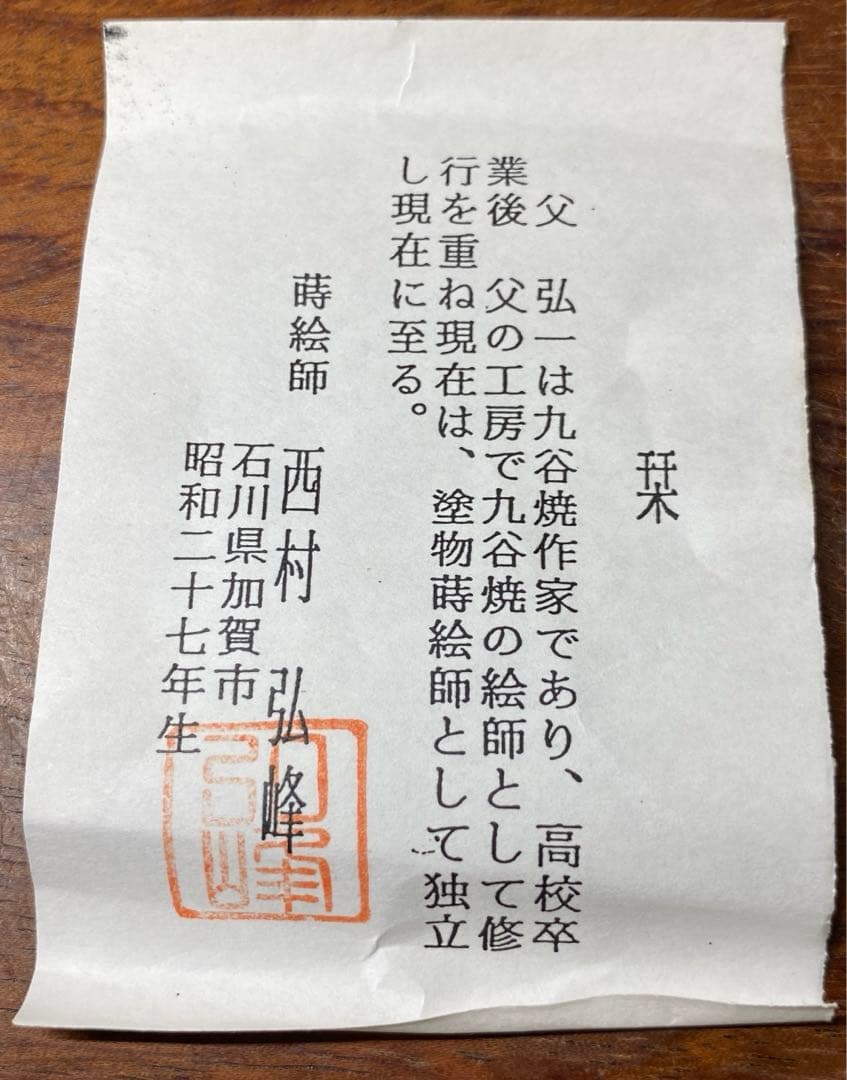 栞
父　弘一は九谷焼作家であり、高校卒
業後　父の工房で九谷焼の絵師として修
行を重ね現在は、塗物蒔絵師として独立
し現在に至る。
蒔絵師　西村　弘峰
石川県加賀市
昭和二十七年生